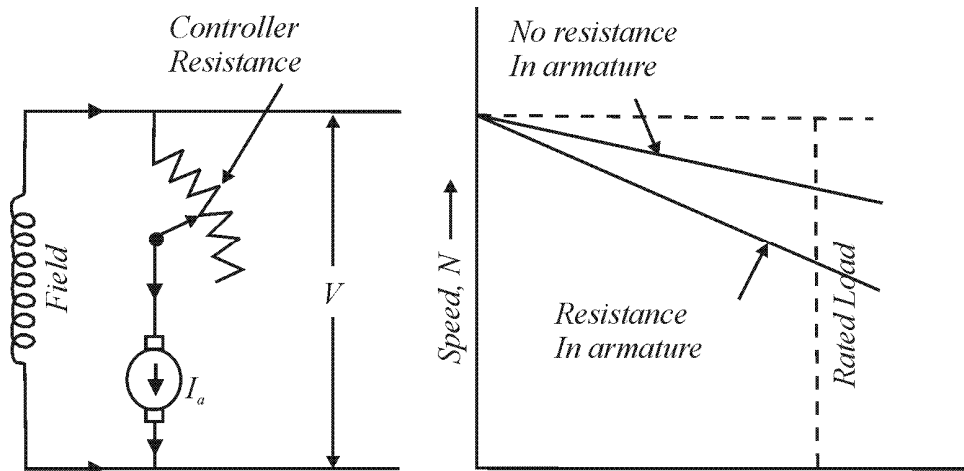 Controller
Resistance
Field
V
I_a
No resistance
In armature
Speed, N
Resistance
In armature
Rated Load